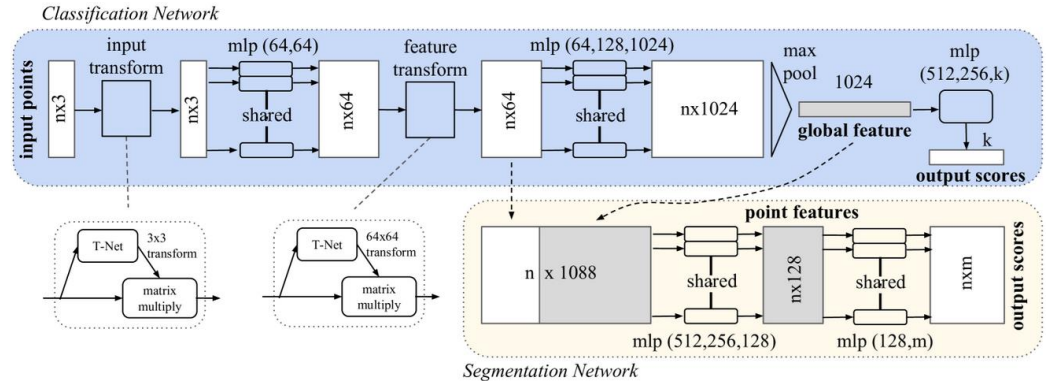 Classification Network
input points
nx3
input
transform
nx3
mlp (64,64)
shared
nx64
feature
transform
nx64
mlp (64,128,1024)
shared
nx1024
max
pool
1024
global feature
mlp
(512,256,k)
k
output scores
T-Net
3x3
transform
matrix
multiply
T-Net
64x64
transform
matrix
multiply
point features
n x 1088
shared
mlp (512,256,128)
nx128
shared
mlp (128,m)
nxm
output scores
Segmentation Network